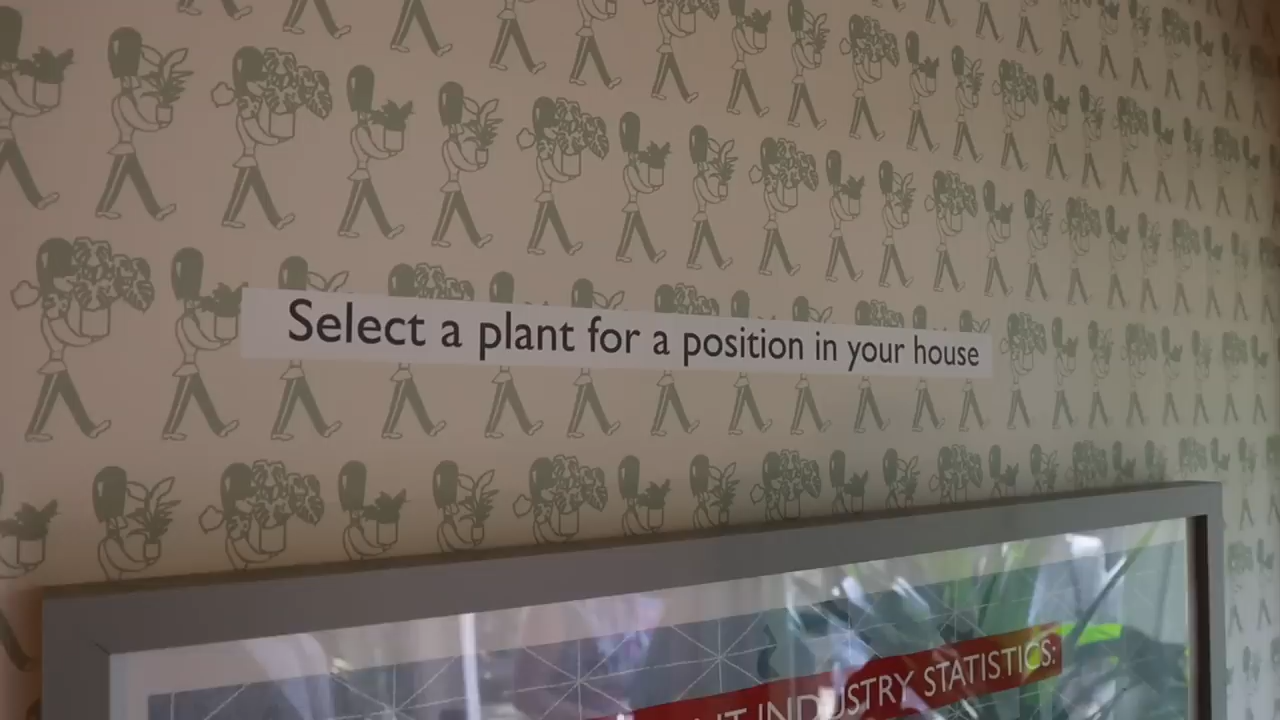 Select a plant for a position in your house
INDUSTRY STATISTICS: